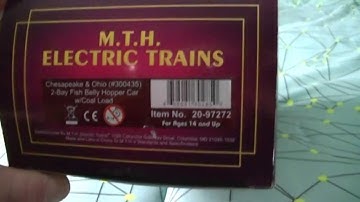 M.T.H.
ELECTRIC TRAINS
Chesapeake & Ohio (#300435)
2-Bay Fish Belly Hopper Car
w/Coal Load
Item No. 20-97272
For Ages 14 and Up